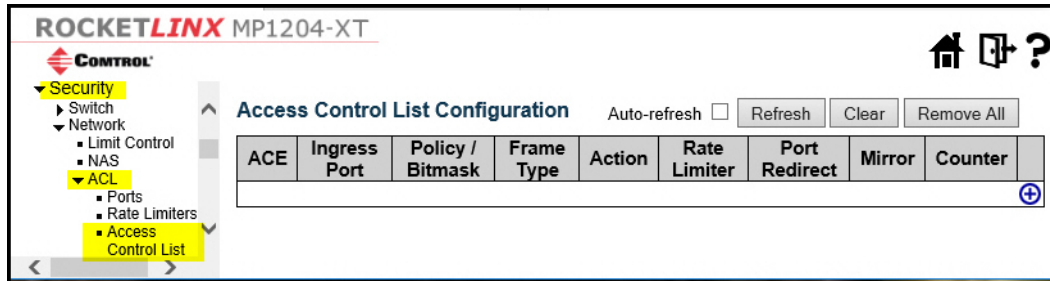 ROCKETLINX MP1204-XT
COMTROL
?
Security
Switch
Network
Limit Control
NAS
ACL
Ports
Rate Limiters
Access
Control List
Access Control List Configuration
Auto-refresh Refresh Clear Remove All
ACE Ingress Port Policy / Bitmask Frame Type Action Rate Limiter Port Redirect Mirror Counter